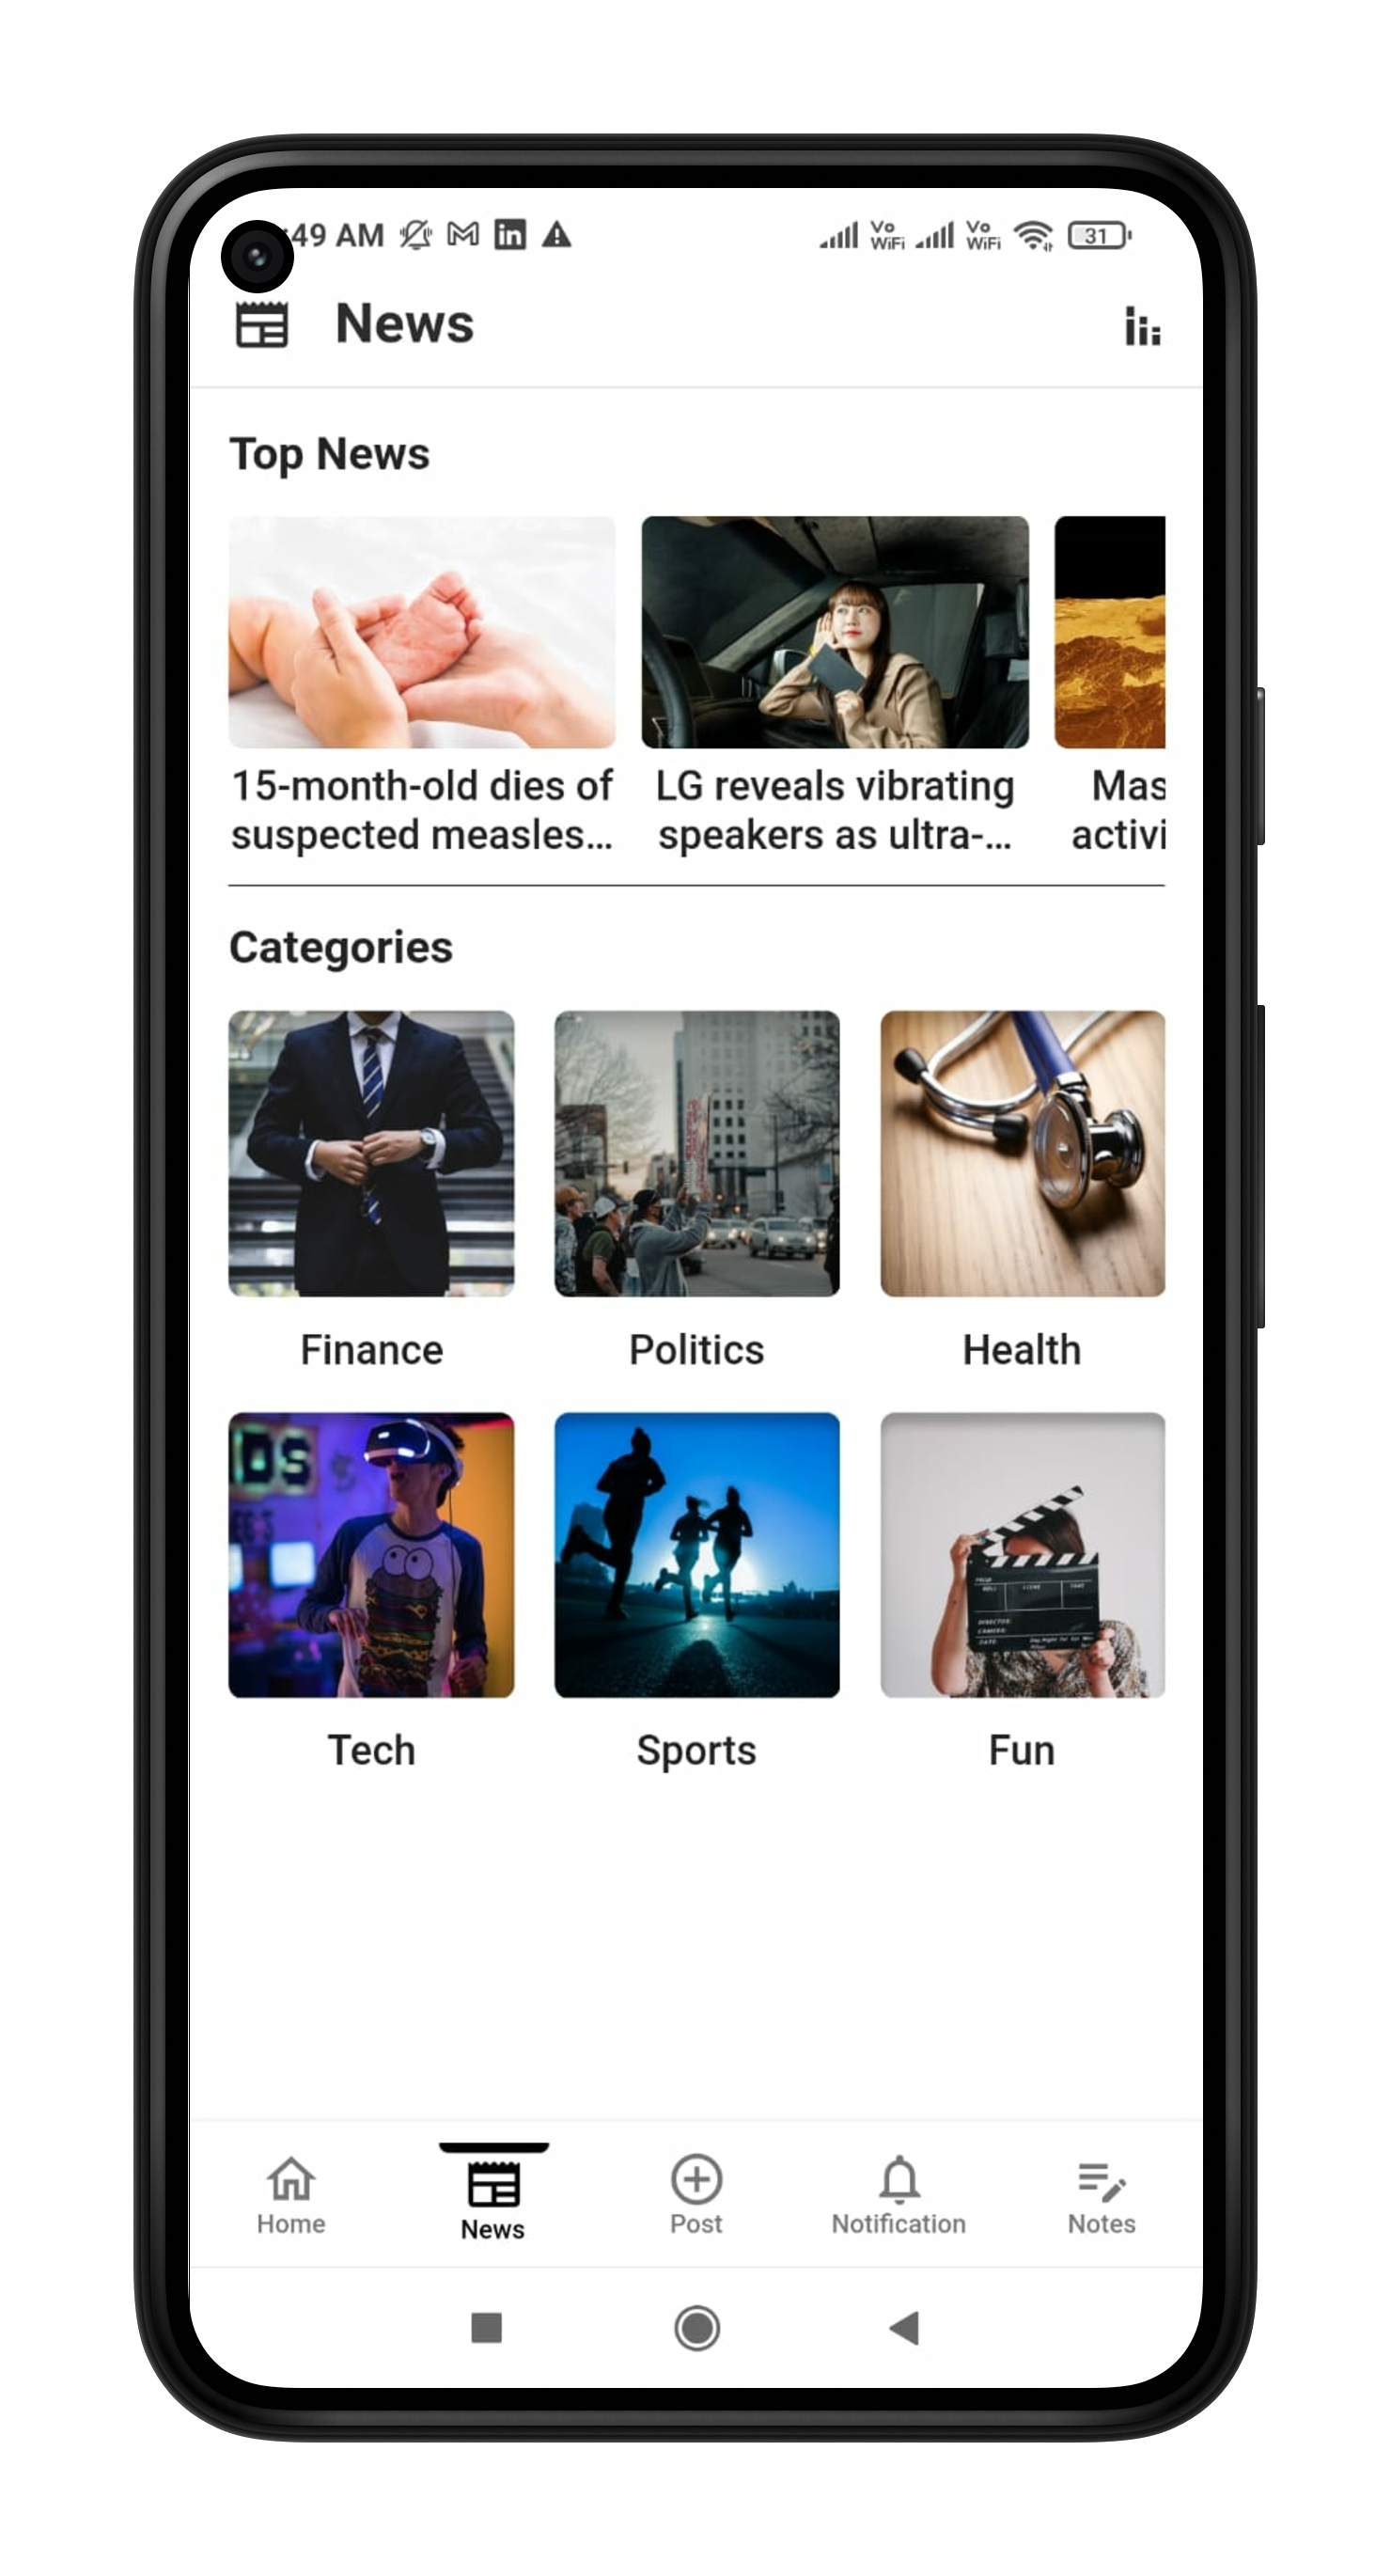 :49 AM
Vo
WiFi
Vo
WiFi
31
News
Top News
15-month-old dies of
suspected measles...
LG reveals vibrating
speakers as ultra-...
Mas
activi
Categories
Finance
Politics
Health
Tech
Sports
Fun
Home
News
Post
Notification
Notes